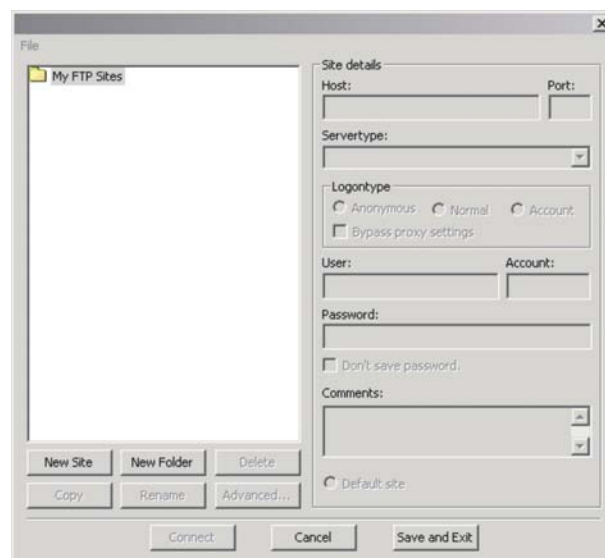 File
My FTP Sites
Site details
Host: Port:
Servertype:
Logontype
Anonymous Normal Account
Bypass proxy settings
User: Account:
Password:
Don't save password.
Comments:
Default site
New Site New Folder Delete
Copy Rename Advanced...
Connect Cancel Save and Exit